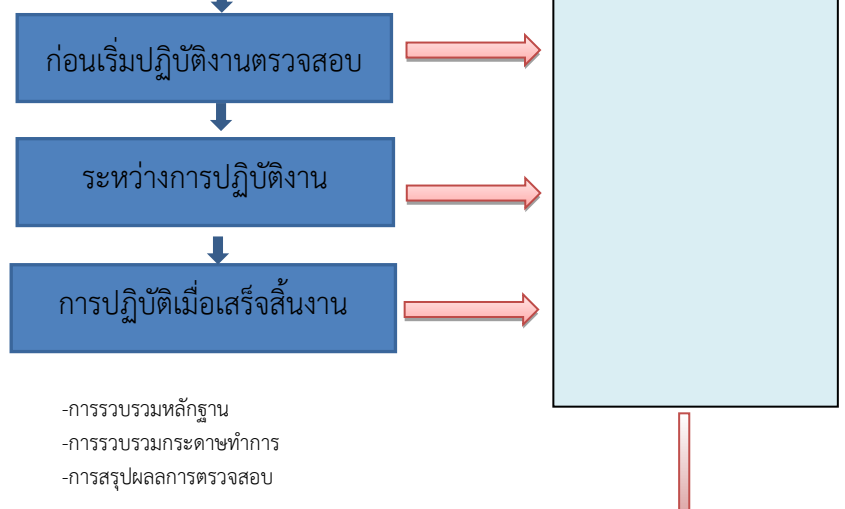 ก่อนเริ่มปฏิบัติงานตรวจสอบ
ระหว่างการปฏิบัติงาน
การปฏิบัติเมื่อเสร็จสิ้นงาน
-การรวบรวมหลักฐาน
-การรวบรวมกระดาษทำการ
-การสรุปผลลการตรวจสอบ